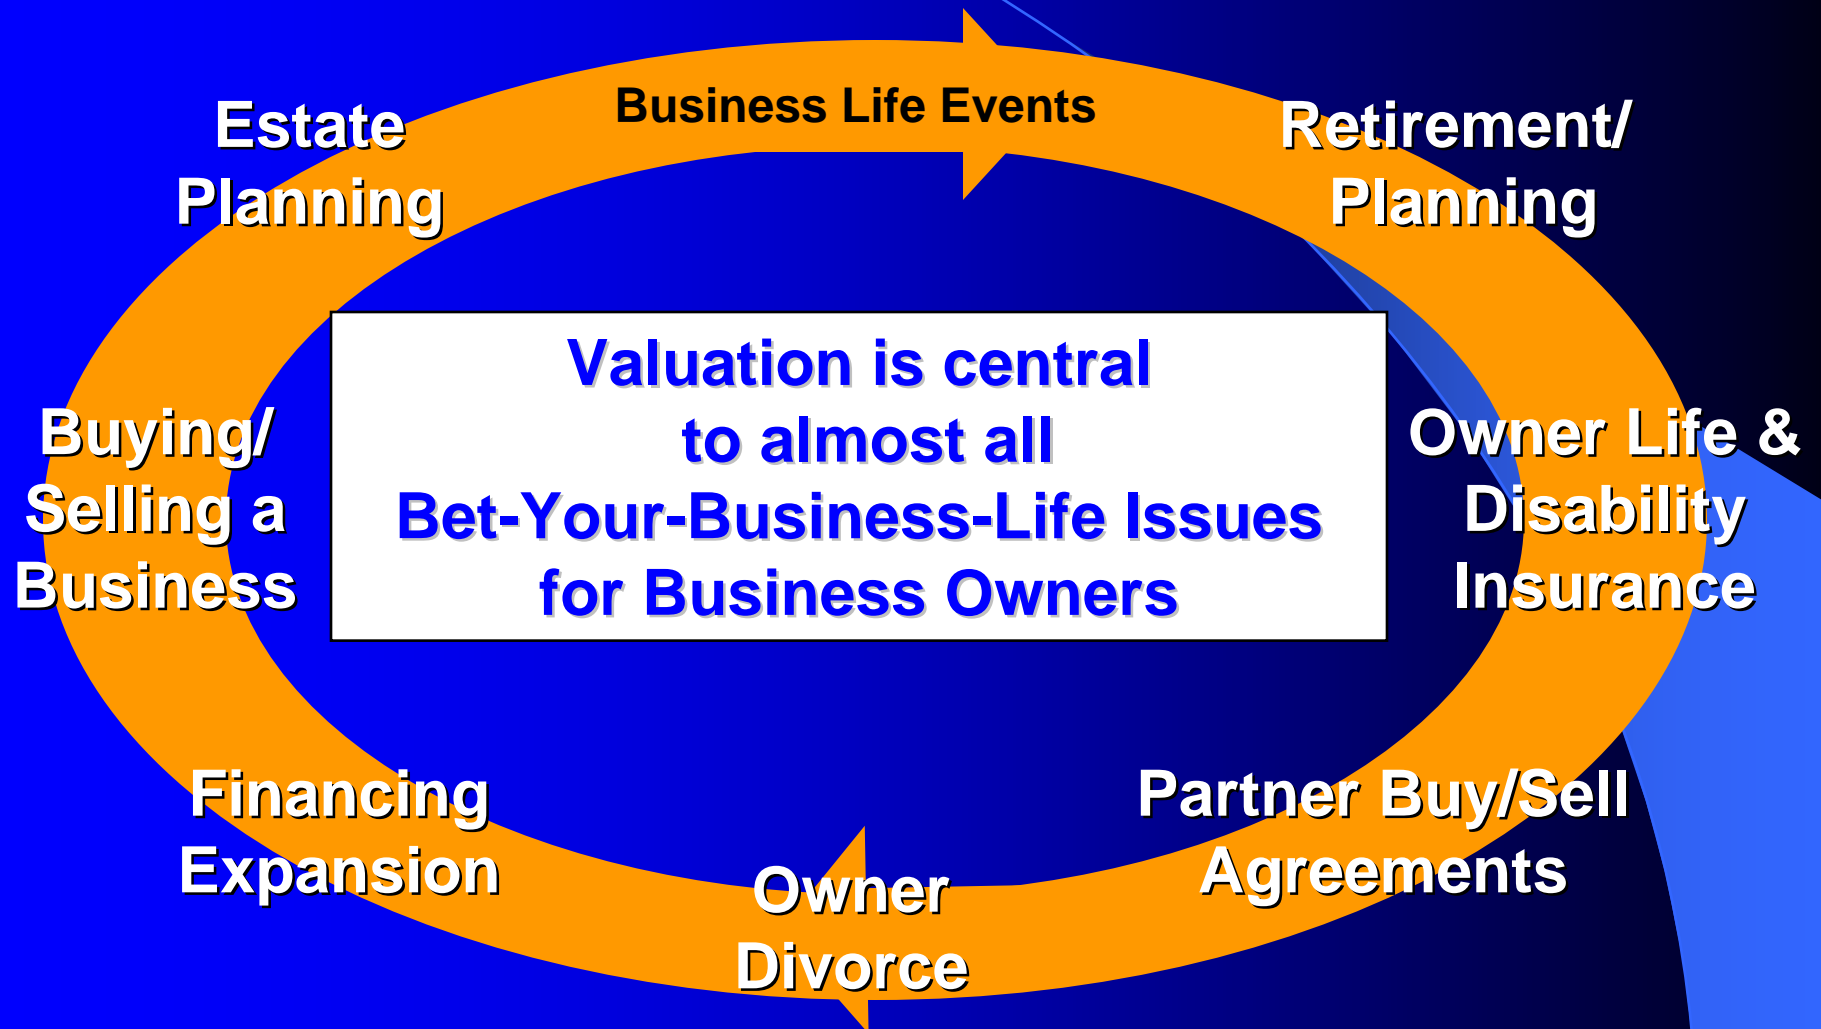 Business Life Events
Estate
Planning
Retirement/
Planning
Valuation is central
to almost all
Bet-Your-Business-Life Issues
for Business Owners
Buying/
Selling a
Business
Owner Life &
Disability
Insurance
Financing
Expansion
Partner Buy/Sell
Agreements
Owner
Divorce